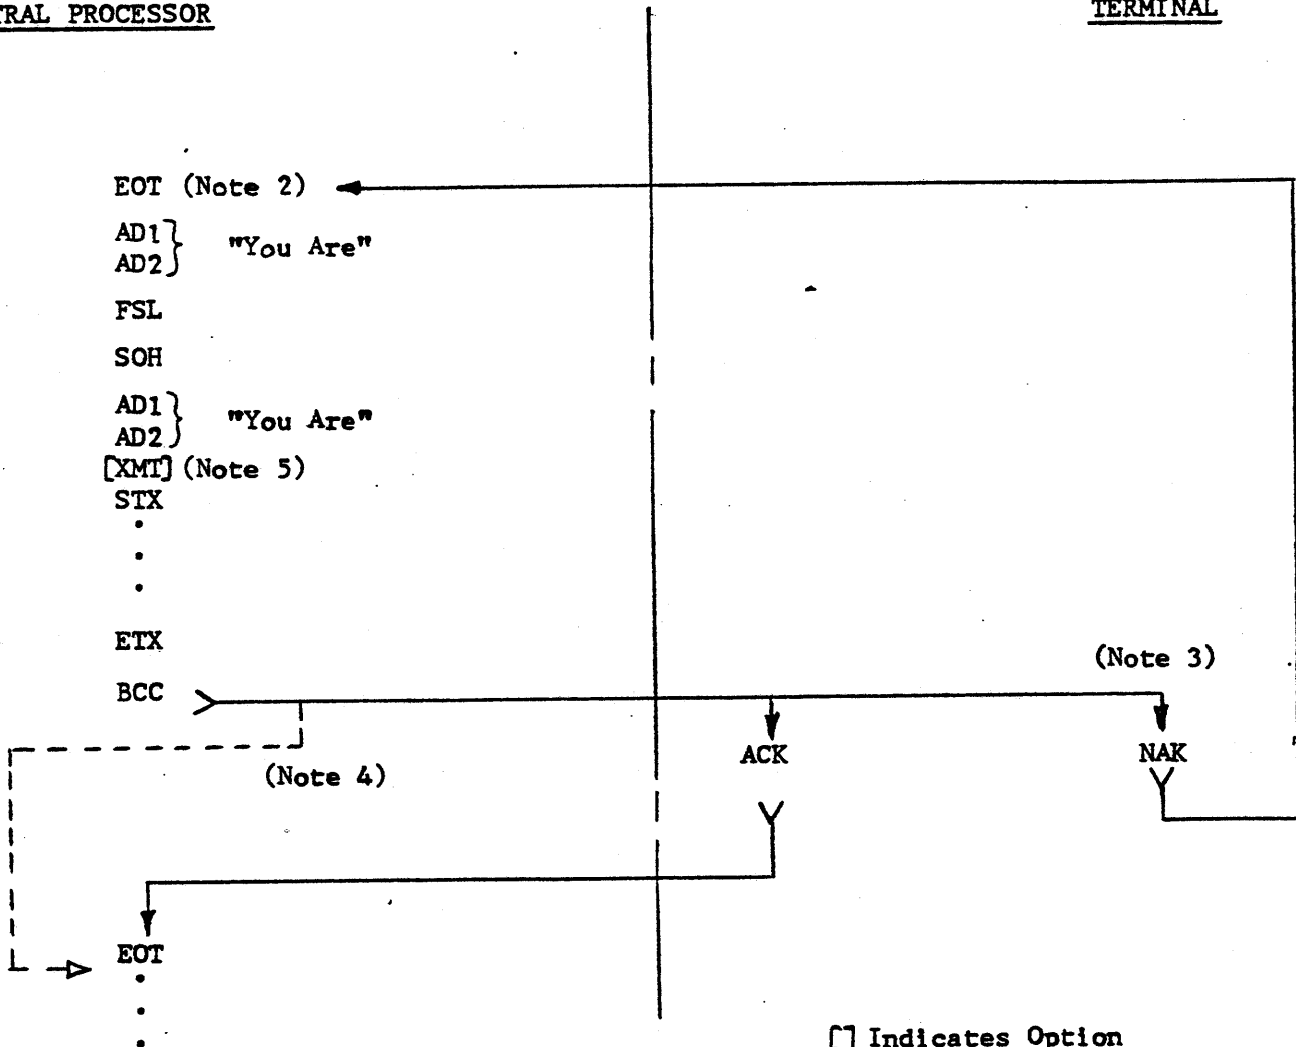 TRAL PROCESSOR
TERMINAL
EOT (Note 2)
AD1
AD2
"You Are"
FSL
SOH
AD1
AD2
"You Are"
[XMT] (Note 5)
STX
ETX
(Note 3)
BCC
ACK
NAK
(Note 4)
EOT
[] Indicates Option